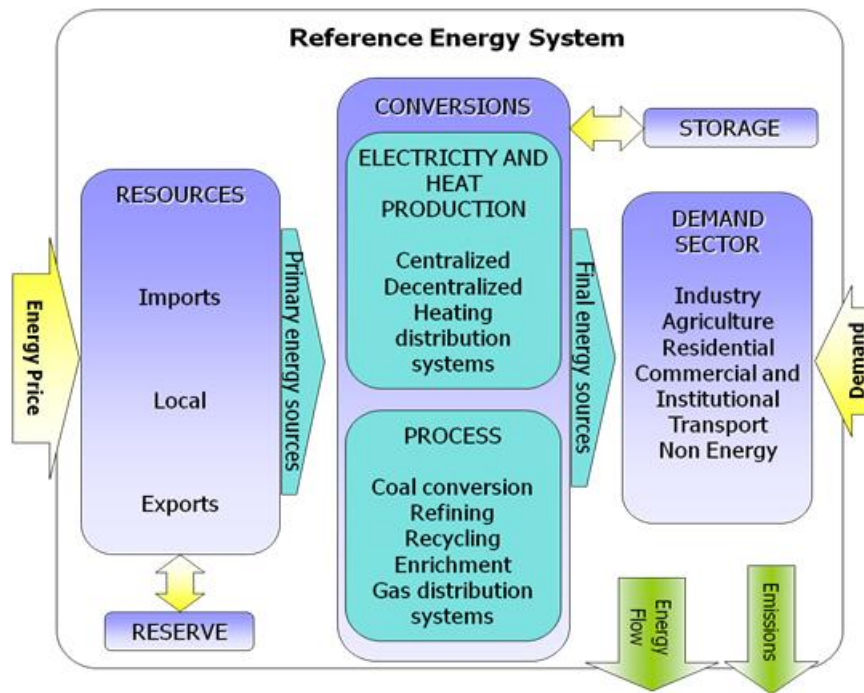 Reference Energy System
Energy Price
RESOURCES
Imports
Local
Exports
RESERVE
Primary energy sources
CONVERSIONS
ELECTRICITY AND
HEAT
PRODUCTION
Centralized
Decentralized
Heating
distribution
systems
PROCESS
Coal conversion
Refining
Recycling
Enrichment
Gas distribution
systems
STORAGE
Final energy sources
DEMAND
SECTOR
Industry
Agriculture
Residential
Commercial and
Institutional
Transport
Non Energy
Demand
Energy
Flow
Emissions